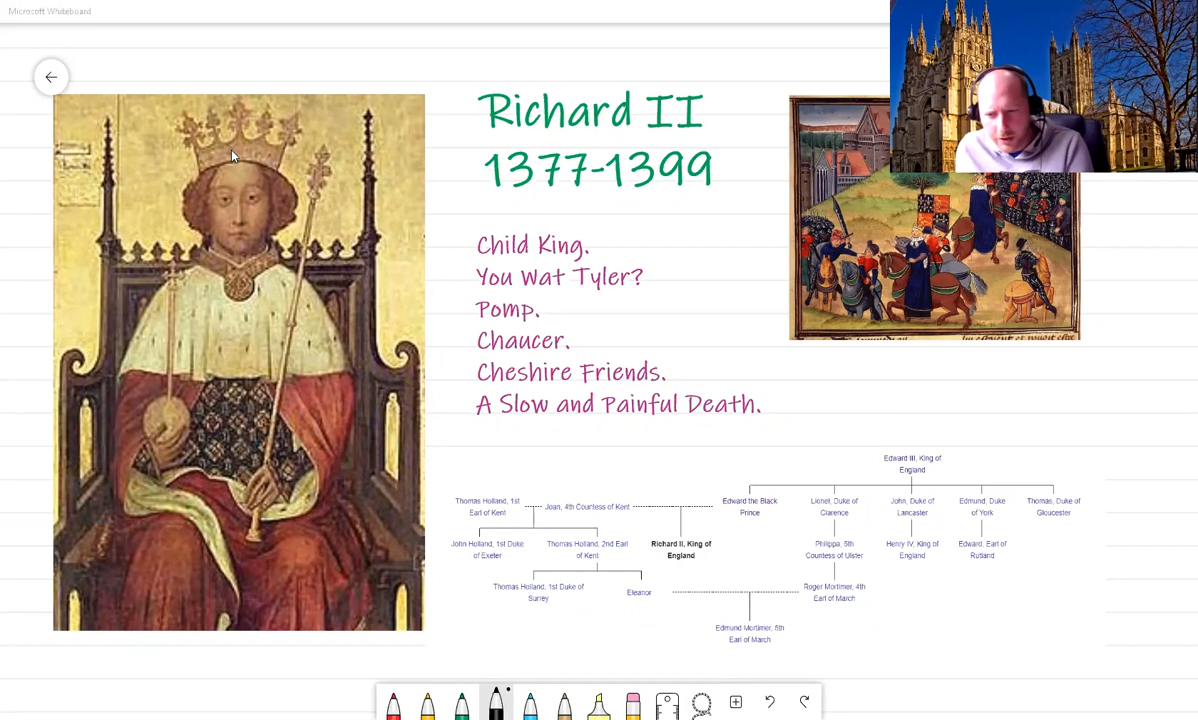 Microsoft Whiteboard
Richard II
1377-1399
Child King.
You Wat Tyler?
Pomp.
Chaucer.
Cheshire Friends.
A Slow and Painful Death.
Edward III, King of
England
Thomas Holland, 1st
Earl of Kent
Joan, 4th Countess of Kent
Edward the Black
Prince
Lionel, Duke of
Clarence
John, Duke of
Lancaster
Edmund, Duke
of York
Thomas, Duke of
Gloucester
John Holland, 1st Duke
of Exeter
Thomas Holland, 2nd Earl
of Kent
Richard II, King of
England
Philippa, 5th
Countess of Ulster
Henry IV, King of
England
Edward, Earl of
Rutland
Thomas Holland, 1st Duke of
Surrey
Eleanor
Roger Mortimer, 4th
Earl of March
Edmund Mortimer, 5th
Earl of March